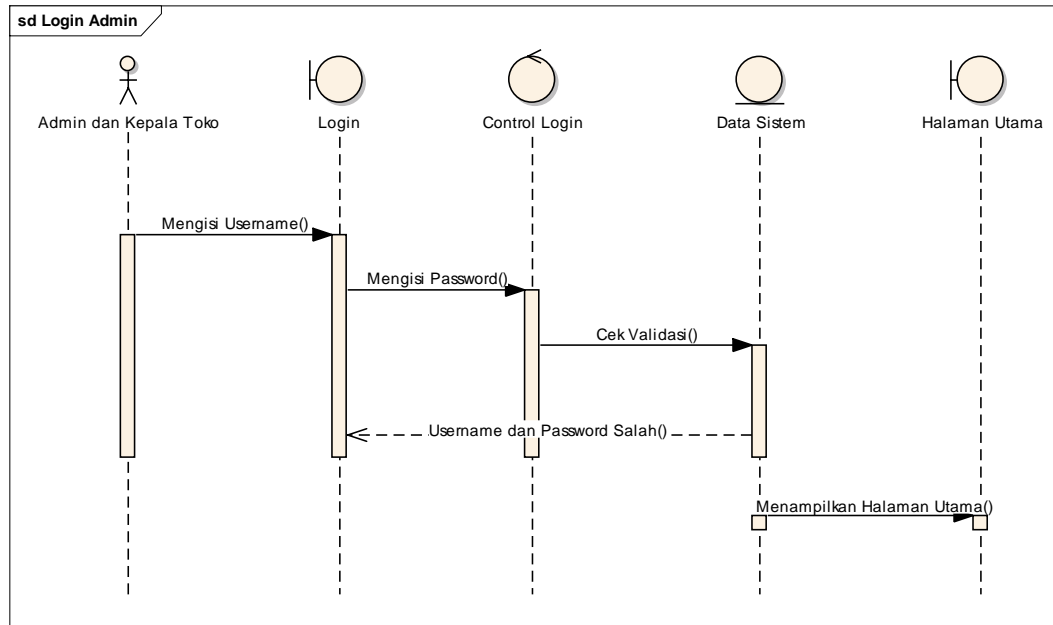 sd Login Admin
Admin dan Kepala Toko
Login
Control Login
Data Sistem
Halaman Utama
Mengisi Username()
Mengisi Password()
Cek Validasi()
Username dan Password Salah()
Menampilkan Halaman Utama()